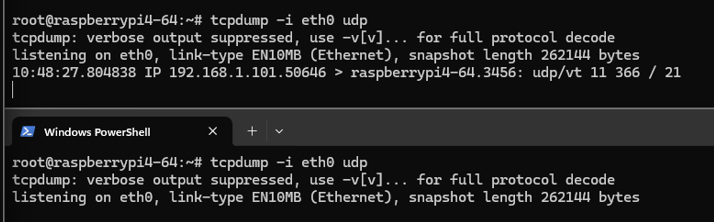 root@raspberrypi4-64:~# tcpdump -i eth0 udp
tcpdump: verbose output suppressed, use -v[v]... for full protocol decode
listening on eth0, link-type EN10MB (Ethernet), snapshot length 262144 bytes
10:48:27.804838 IP 192.168.1.101.50646 > raspberrypi4-64.3456: udp/vt 11 366 / 21
Windows PowerShell
root@raspberrypi4-64:~# tcpdump -i eth0 udp
tcpdump: verbose output suppressed, use -v[v]... for full protocol decode
listening on eth0, link-type EN10MB (Ethernet), snapshot length 262144 bytes